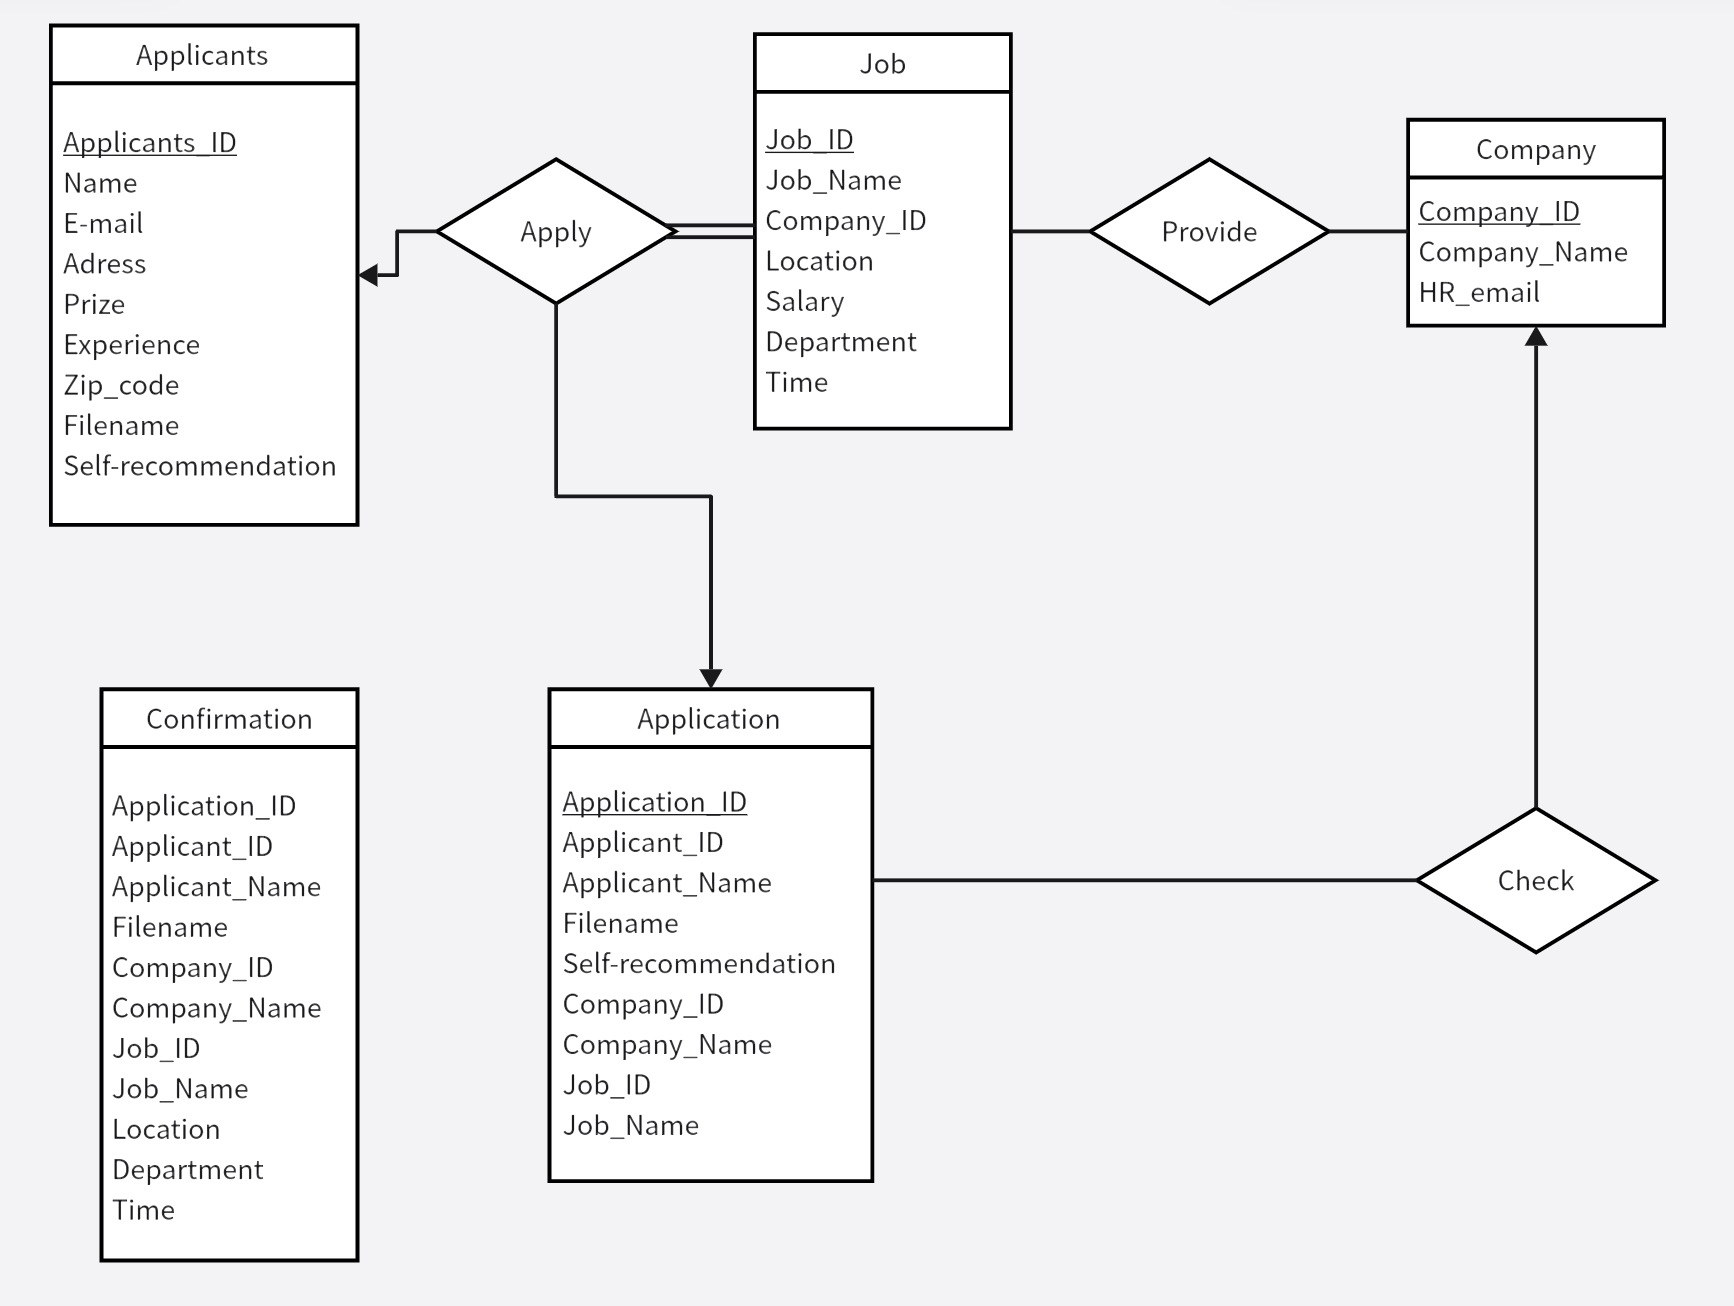 Applicants
Applicants_ID
Name
E-mail
Adress
Prize
Experience
Zip_code
Filename
Self-recommendation
Apply
Job
Job_ID
Job_Name
Company_ID
Location
Salary
Department
Time
Provide
Company
Company_ID
Company_Name
HR_email
Confirmation
Application_ID
Applicant_ID
Applicant_Name
Filename
Company_ID
Company_Name
Job_ID
Job_Name
Location
Department
Time
Application
Application_ID
Applicant_ID
Applicant_Name
Filename
Self-recommendation
Company_ID
Company_Name
Job_ID
Job_Name
Check